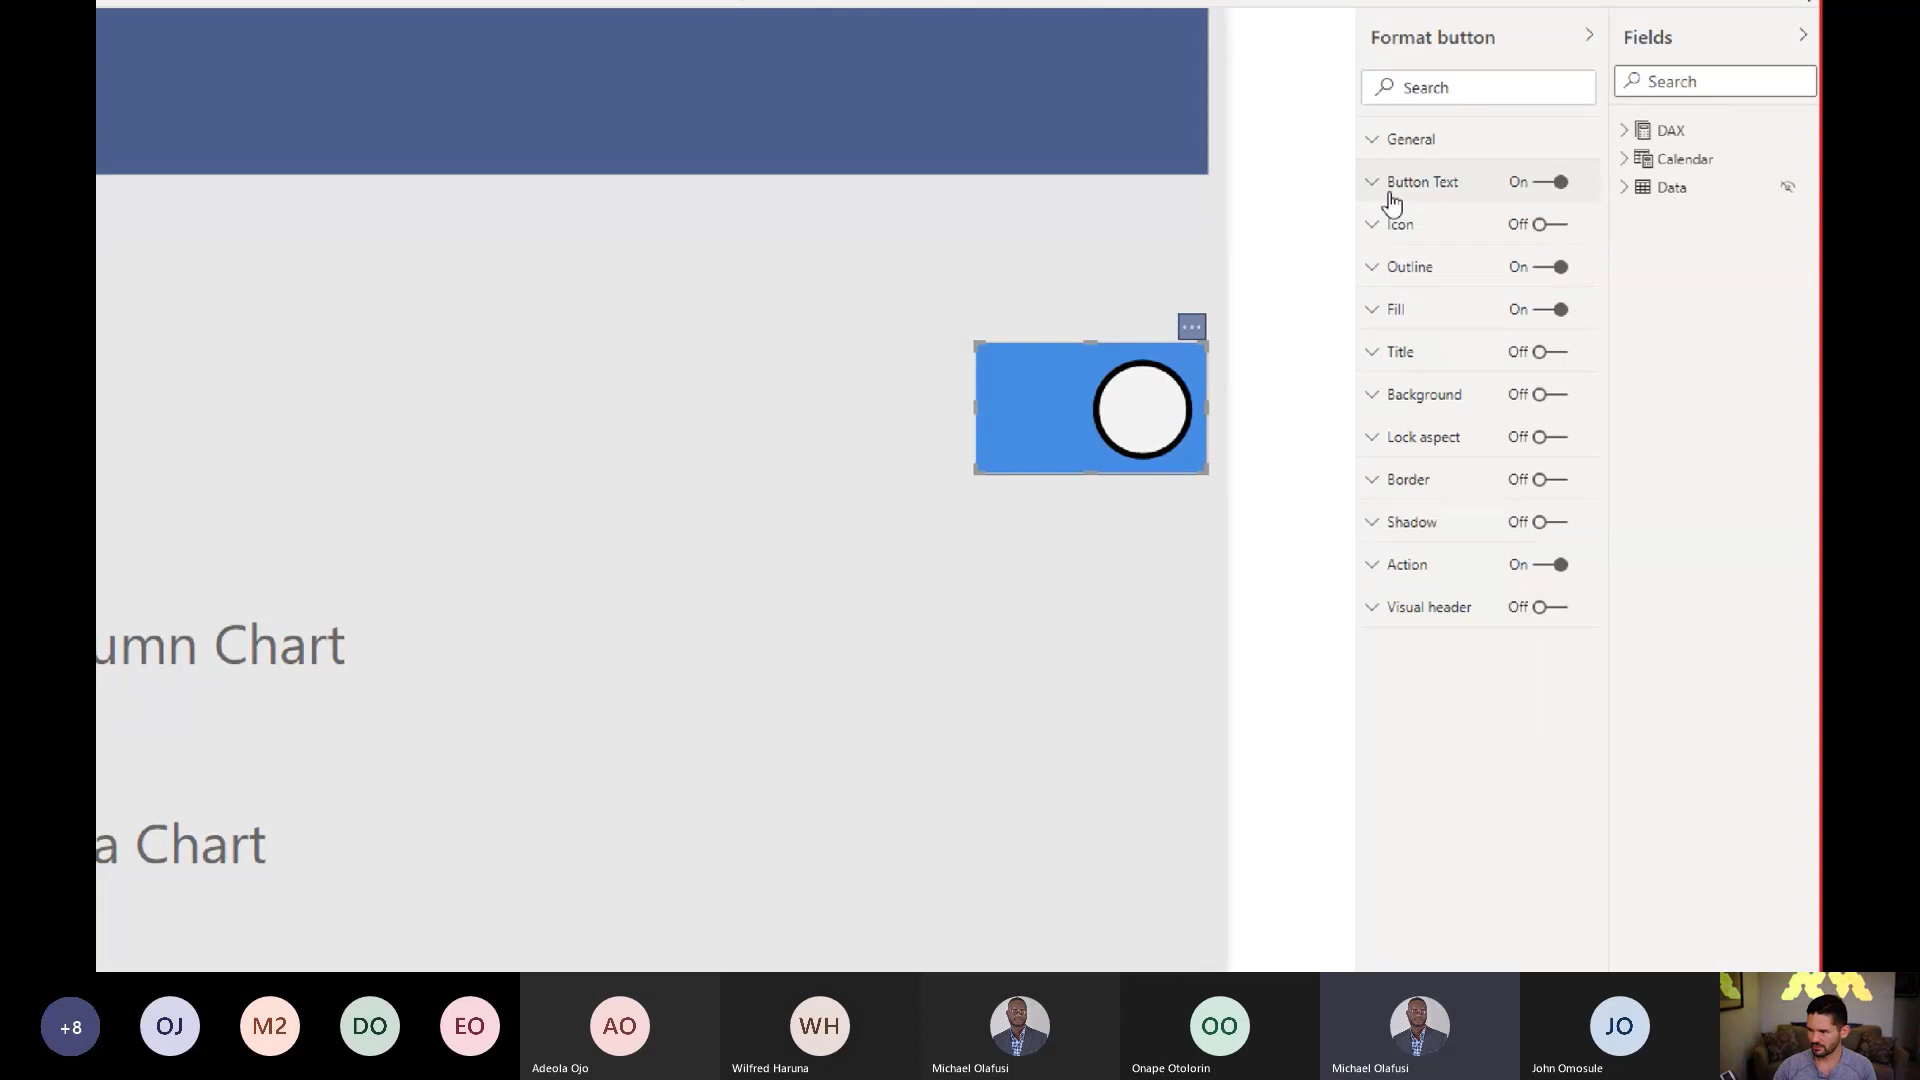 Format button
Fields
Search
Search
General
DAX
Calendar
Button Text On
Data
Icon Off
Outline On
Fill On
Title Off
Background Off
Lock aspect Off
Border Off
Shadow Off
Action On
Visual header Off
umn Chart
a Chart
+8
OJ
M2
DO
EO
AO
WH
OO
JO
Adeola Ojo
Wilfred Haruna
Michael Olafusi
Onape Otolorin
Michael Olafusi
John Omosule